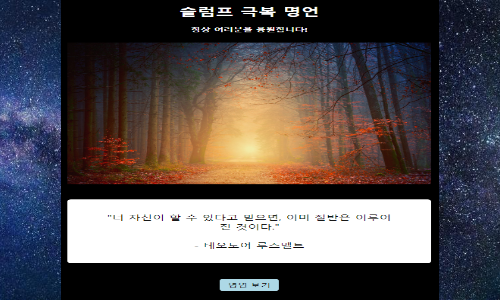 슬럼프 극복 명언
항상 여러분을 응원합니다!
"너 자신이 할 수 있다고 믿으면, 이미 절반은 이루어
진 것이다."
- 테오도어 루스벨트
명언 보기